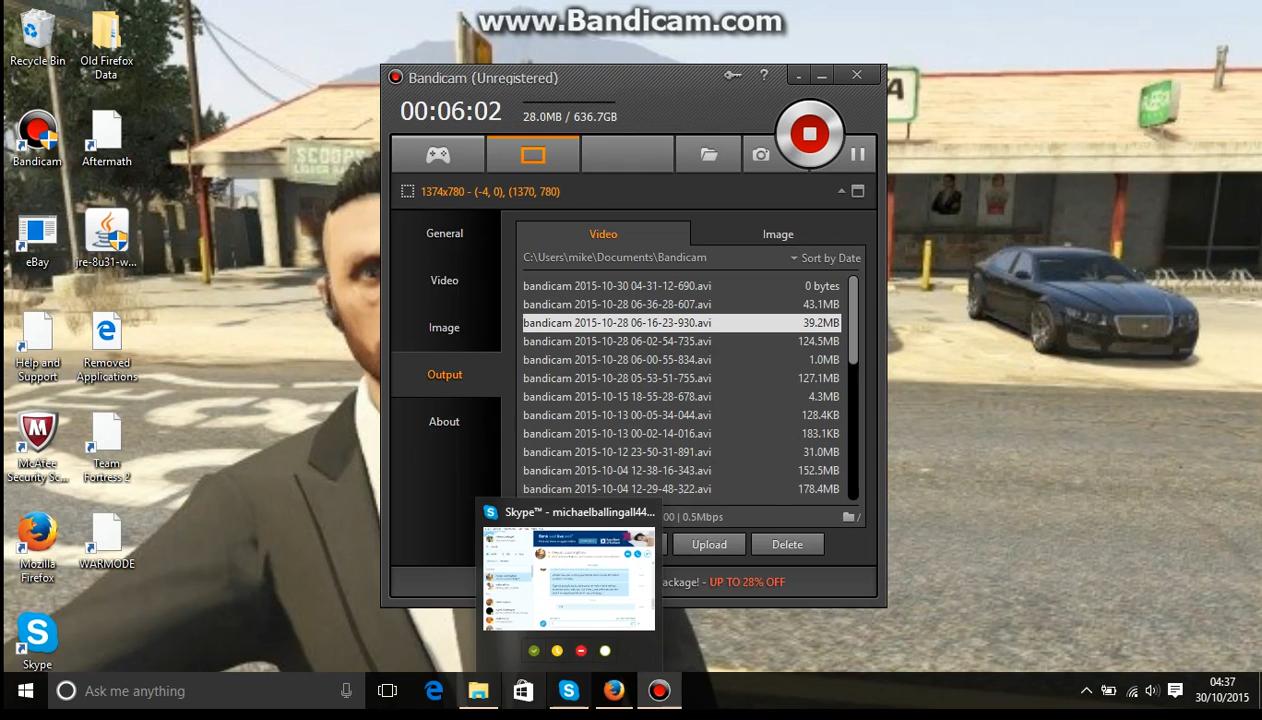 www.Bandicam.com
Recycle Bin
Old Firefox
Data
Bandicam
Aftermath
eBay
jre-8u31-w...
Help and
Support
Removed
Applications
McAfee
Security Sc...
Team
Fortress 2
Mozilla
Firefox
WARMODE
Skype
SCOOPS
Bandicam (Unregistered)
00:06:02
28.0MB / 636.7GB
1374x780 - (-4, 0), (1370, 780)
General
Video
Image
Output
About
Video
Image
C:\Users\mike\Documents\Bandicam
Sort by Date
bandicam 2015-10-30 04-31-12-690.avi 0 bytes
bandicam 2015-10-28 06-36-28-607.avi 43.1MB
bandicam 2015-10-28 06-16-23-930.avi 39.2MB
bandicam 2015-10-28 06-02-54-735.avi 124.5MB
bandicam 2015-10-28 06-00-55-834.avi 1.0MB
bandicam 2015-10-28 05-53-51-755.avi 127.1MB
bandicam 2015-10-15 18-55-28-678.avi 4.3MB
bandicam 2015-10-13 00-05-34-044.avi 128.4KB
bandicam 2015-10-13 00-02-14-016.avi 183.1KB
bandicam 2015-10-12 23-50-31-891.avi 31.0MB
bandicam 2015-10-04 12-38-16-343.avi 152.5MB
bandicam 2015-10-04 12-29-48-322.avi 178.4MB
00 | 0.5Mbps
Upload
Delete
ackage! - UP TO 28% OFF
Skype™ - michaelballingall44...
Ask me anything
04:37
30/10/2015